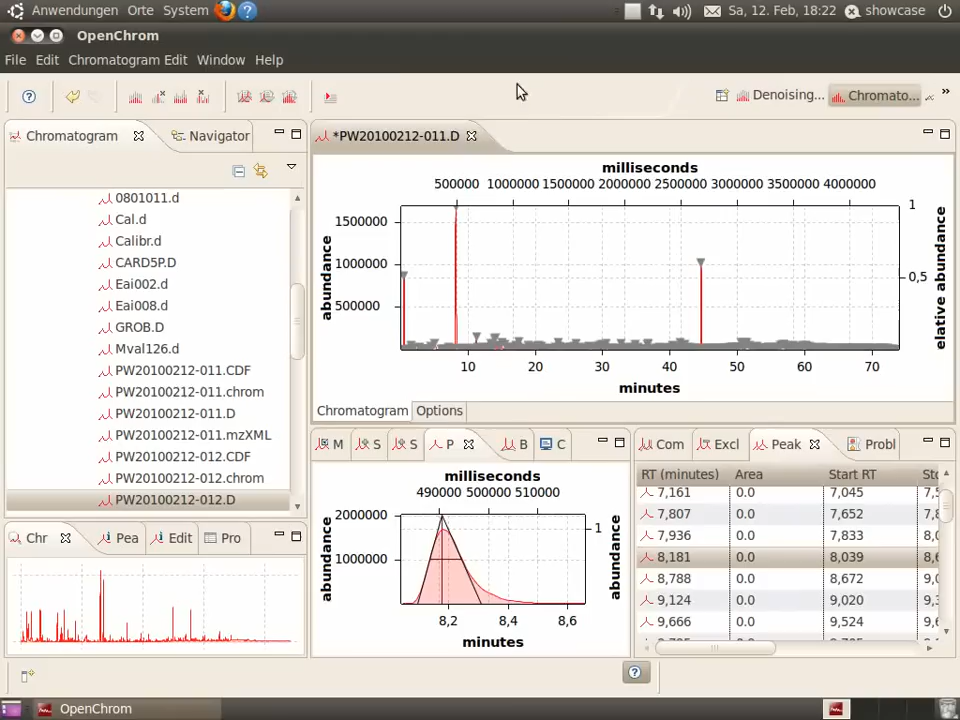 Anwendungen Orte System Sa, 12. Feb, 18:22 showcase
OpenChrom
File Edit Chromatogram Edit Window Help
Denoising... Chromato... »
Chromatogram Navigator
0801011.d
Cal.d
Calibr.d
CARD5P.D
Eai002.d
Eai008.d
GROB.D
Mval126.d
PW20100212-011.CDF
PW20100212-011.chrom
PW20100212-011.D
PW20100212-011.mzXML
PW20100212-012.CDF
PW20100212-012.chrom
PW20100212-012.D
*PW20100212-011.D
milliseconds
500000 1000000 1500000 2000000 2500000 3000000 3500000 4000000
abundance
1500000
1000000
500000
1
0,5
elative abundance
10 20 30 40 50 60 70
minutes
Chromatogram Options
Chr Pea Edit Pro
M S S P B C
milliseconds
490000 500000 510000
abundance
2000000
1000000
1
abundance
8,2 8,4 8,6
minutes
Com Excl Peak Probl
RT (minutes) Area Start RT Sto
7,161 0.0 7,045
7,807 0.0 7,652
7,936 0.0 7,833
8,181 0.0 8,039
8,788 0.0 8,672
9,124 0.0 9,020
9,666 0.0 9,524
OpenChrom